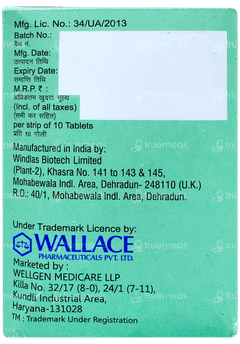 Mfg. Lic. No.: 34/UA/2013
Batch No.:
बैच नं.
Mfg. Date:
उत्पादन तिथि
Expiry Date:
समाप्ति तिथि
M.R.P. ₹ :
अधिकतम खुदरा मूल्य
(Incl. of all taxes)
(सभी कर सहित)
per strip of 10 Tablets
प्रति 10 गोली
Manufactured in India by:
Windlas Biotech Limited
(Plant-2), Khasra No. 141 to 143 & 145,
Mohabewala Indl. Area, Dehradun- 248110 (U.K.)
R.O.: 40/1, Mohabewala Indl. Area, Dehradun.
Under Trademark Licence by:
WALLACE
PHARMACEUTICALS PVT. LTD.
Marketed by :
WELLGEN MEDICARE LLP
Killa No. 32/17 (8-0), 24/1 (7-11),
Kundli Industrial Area,
Haryana-131028
TM : Trademark Under Registration
truemeds